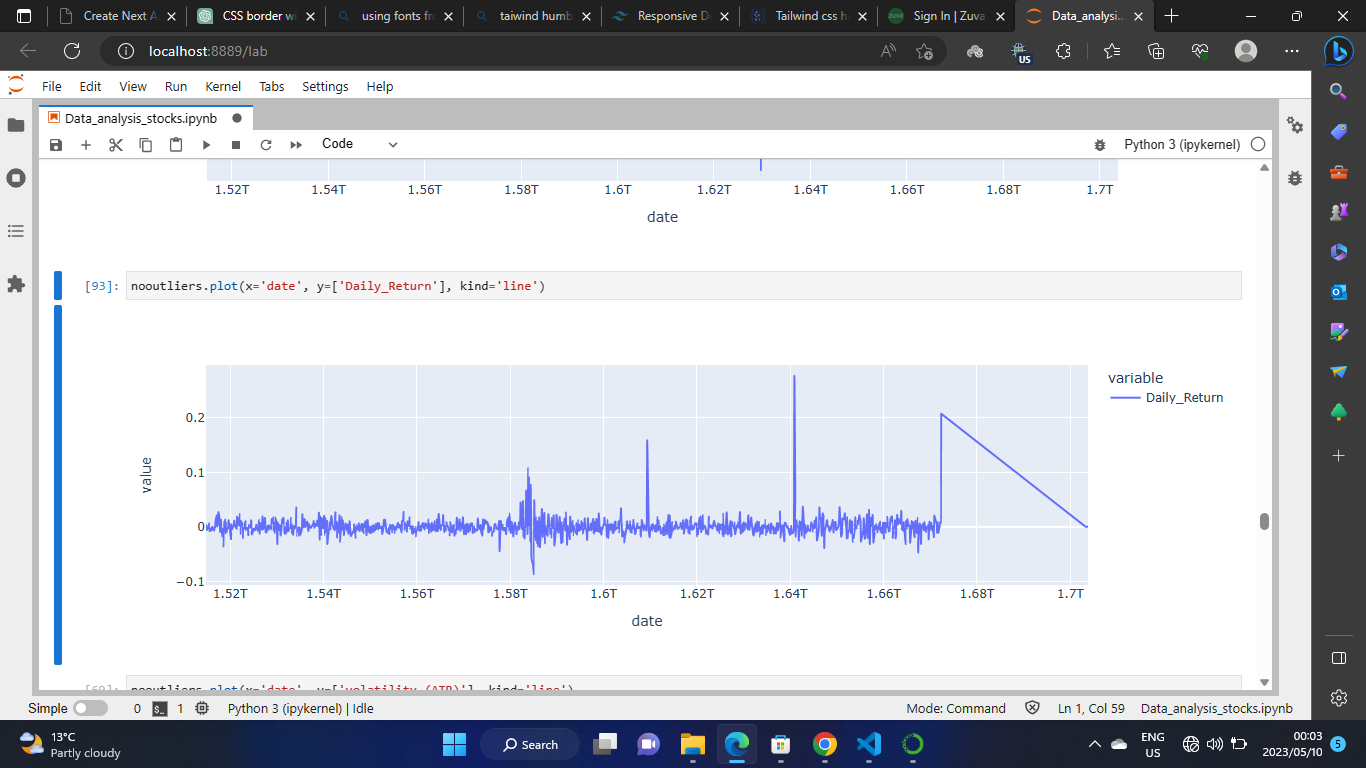 Create Next A
CSS border wi
using fonts fr
taiwind humb
Responsive D
Tailwind css h
Sign In | Zuva
Data_analysi...
localhost:8889/lab
US
File Edit View Run Kernel Tabs Settings Help
Data_analysis_stocks.ipynb
Code
Python 3 (ipykernel)
1.52T 1.54T 1.56T 1.58T 1.6T 1.62T 1.64T 1.66T 1.68T 1.7T
date
[93]: nooutliers.plot(x='date', y=['Daily_Return'], kind='line')
variable
Daily_Return
0.2
0.1
0
−0.1
value
1.52T 1.54T 1.56T 1.58T 1.6T 1.62T 1.64T 1.66T 1.68T 1.7T
date
[69]: nooutliers.plot(x='date', y=['volatility (ATR)'], kind='line')
Simple 0 $_ 1 Python 3 (ipykernel) | Idle Mode: Command Ln 1, Col 59 Data_analysis_stocks.ipynb
13°C
Partly cloudy
Search
ENG
US
00:03
2023/05/10
5